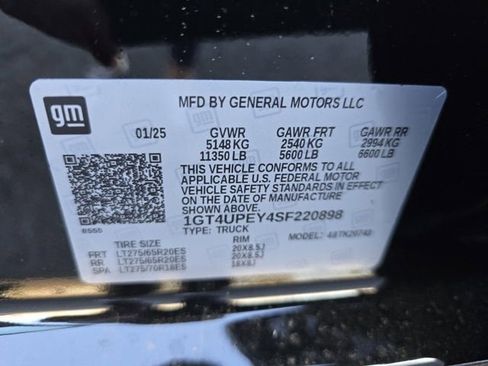 gm
MFD BY GENERAL MOTORS LLC
01/25 GVWR GAWR FRT GAWR RR
5148 KG 2540 KG 2994 KG
11350 LB 5600 LB 6600 LB
THIS VEHICLE CONFORMS TO ALL
APPLICABLE U.S. FEDERAL MOTOR
VEHICLE SAFETY STANDARDS IN EFFECT
ON THE DATE OF MANUFACTURE
SHOWN ABOVE.
1GT4UPEY4SF220898
TYPE: TRUCK MODEL:
TIRE SIZE RIM
FRT LT275/65R20ES 20X8.5J
RR LT275/65R20ES 20X8.5J
SPA LT275/70R18ES 18X8J